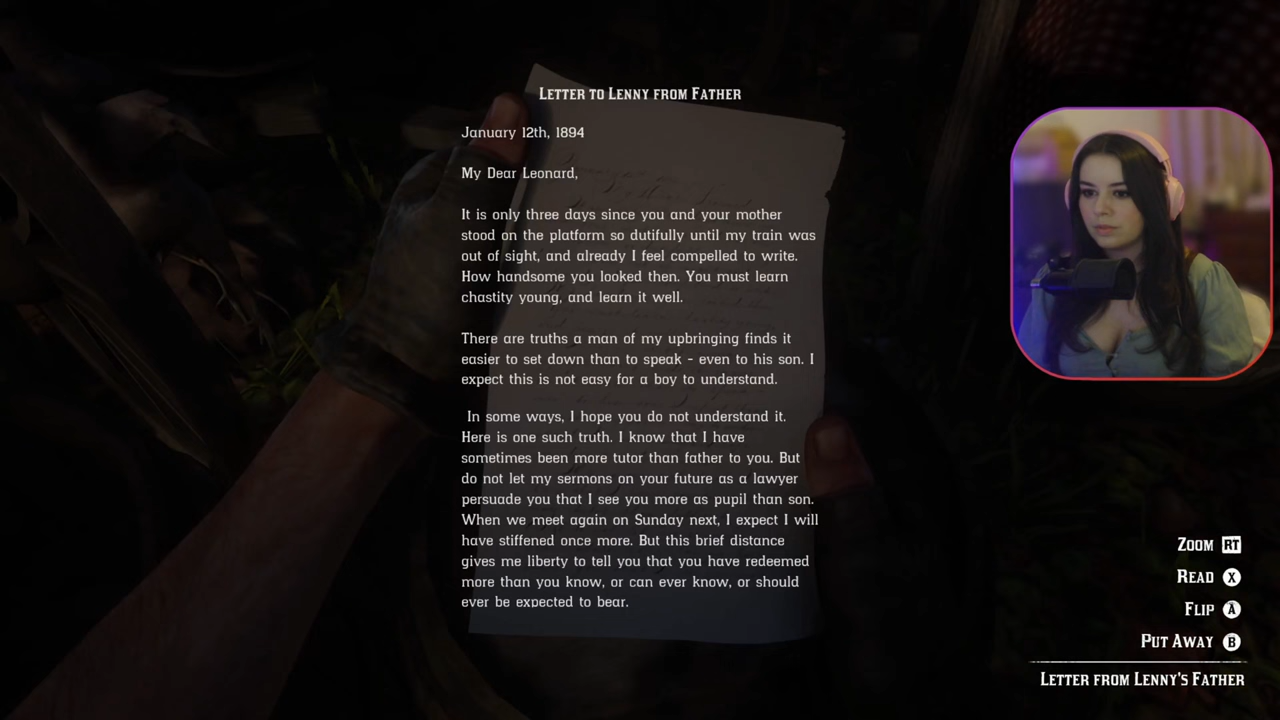 LETTER TO LENNY FROM FATHER
January 12th, 1894
My Dear Leonard,
It is only three days since you and your mother
stood on the platform so dutifully until my train was
out of sight, and already I feel compelled to write.
How handsome you looked then. You must learn
chastity young, and learn it well.
There are truths a man of my upbringing finds it
easier to set down than to speak - even to his son. I
expect this is not easy for a boy to understand.
In some ways, I hope you do not understand it.
Here is one such truth. I know that I have
sometimes been more tutor than father to you. But
do not let my sermons on your future as a lawyer
persuade you that I see you more as pupil than son.
When we meet again on Sunday next, I expect I will
have stiffened once more. But this brief distance
gives me liberty to tell you that you have redeemed
more than you know, or can ever know, or should
ever be expected to bear.
ZOOM RT
READ X
FLIP A
PUT AWAY B
LETTER FROM LENNY'S FATHER